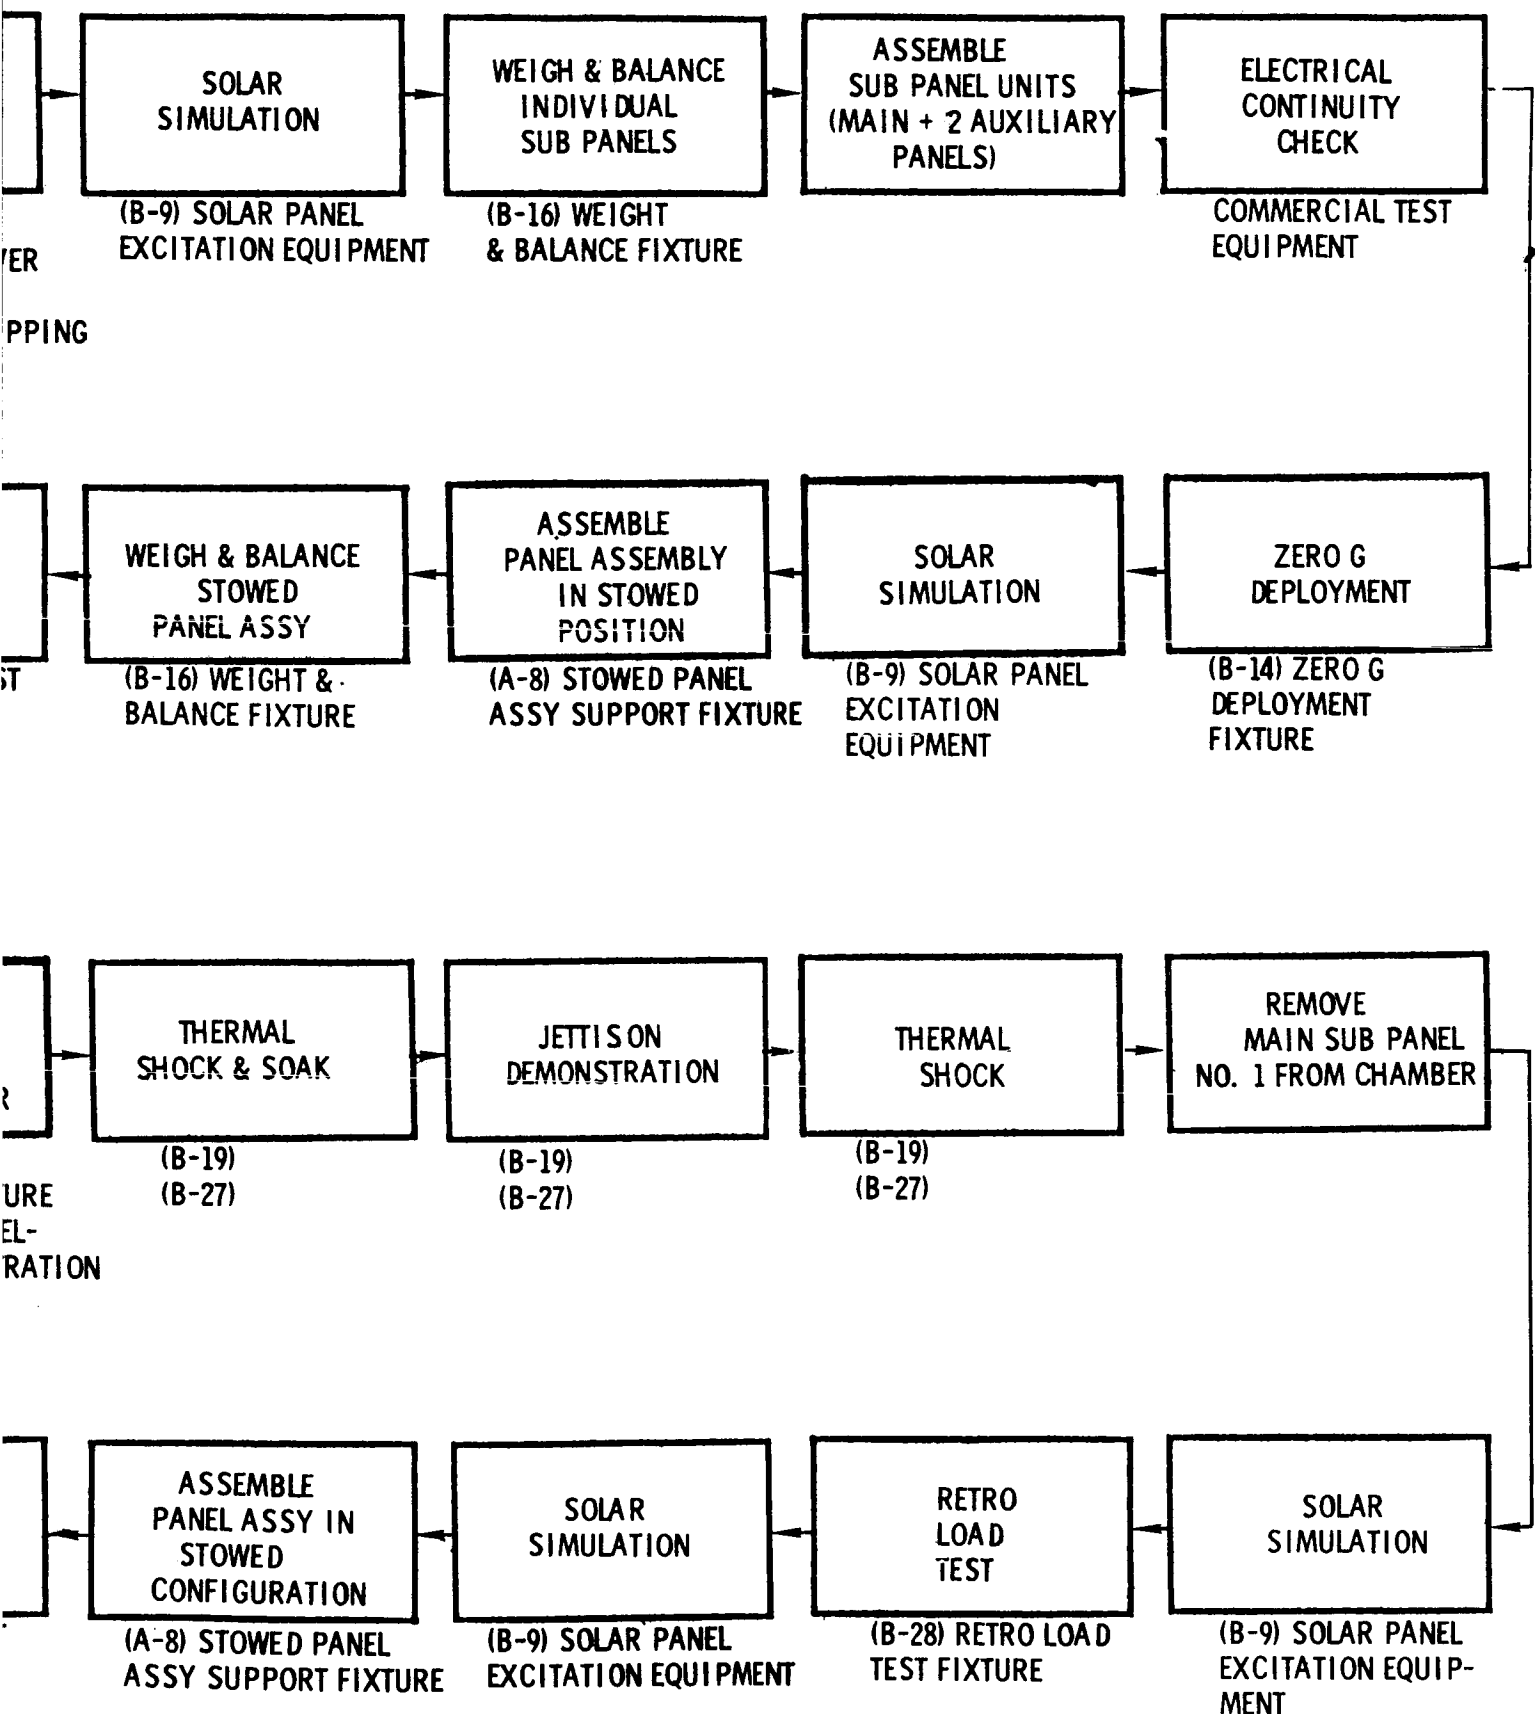 SOLAR
SIMULATION
WEIGH & BALANCE
INDIVIDUAL
SUB PANELS
ASSEMBLE
SUB PANEL UNITS
(MAIN + 2 AUXILIARY
PANELS)
ELECTRICAL
CONTINUITY
CHECK
(B-9) SOLAR PANEL
EXCITATION EQUIPMENT
(B-16) WEIGHT
& BALANCE FIXTURE
COMMERCIAL TEST
EQUIPMENT
VER
PPING
WEIGH & BALANCE
STOWED
PANEL ASSY
ASSEMBLE
PANEL ASSEMBLY
IN STOWED
POSITION
SOLAR
SIMULATION
ZERO G
DEPLOYMENT
ST
(B-16) WEIGHT &
BALANCE FIXTURE
(A-8) STOWED PANEL
ASSY SUPPORT FIXTURE
(B-9) SOLAR PANEL
EXCITATION
EQUIPMENT
(B-14) ZERO G
DEPLOYMENT
FIXTURE
R
THERMAL
SHOCK & SOAK
JETTISON
DEMONSTRATION
THERMAL
SHOCK
REMOVE
MAIN SUB PANEL
NO. 1 FROM CHAMBER
URE
EL-
RATION
(B-19)
(B-27)
(B-19)
(B-27)
(B-19)
(B-27)
ASSEMBLE
PANEL ASSY IN
STOWED
CONFIGURATION
SOLAR
SIMULATION
RETRO
LOAD
TEST
SOLAR
SIMULATION
(A-8) STOWED PANEL
ASSY SUPPORT FIXTURE
(B-9) SOLAR PANEL
EXCITATION EQUIPMENT
(B-28) RETRO LOAD
TEST FIXTURE
(B-9) SOLAR PANEL
EXCITATION EQUIP-
MENT